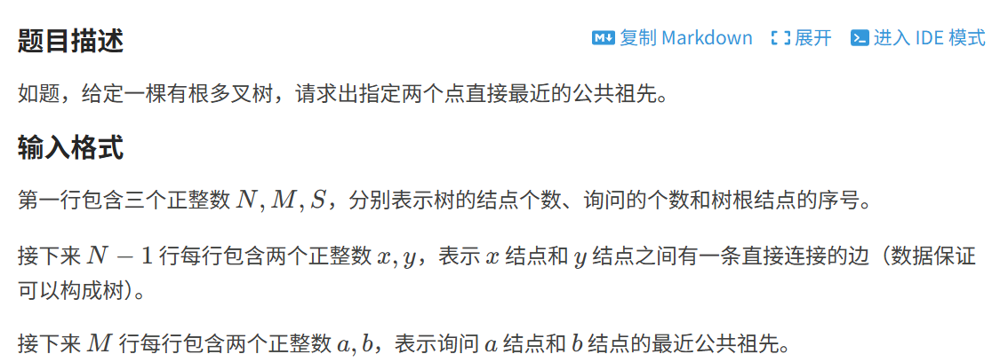 题目描述
复制 Markdown 展开 进入 IDE 模式
如题，给定一棵有根多叉树，请求出指定两个点直接最近的公共祖先。
输入格式
第一行包含三个正整数 N, M, S，分别表示树的结点个数、询问的个数和树根结点的序号。
接下来 N − 1 行每行包含两个正整数 x, y，表示 x 结点和 y 结点之间有一条直接连接的边（数据保证
可以构成树）。
接下来 M 行每行包含两个正整数 a, b，表示询问 a 结点和 b 结点的最近公共祖先。